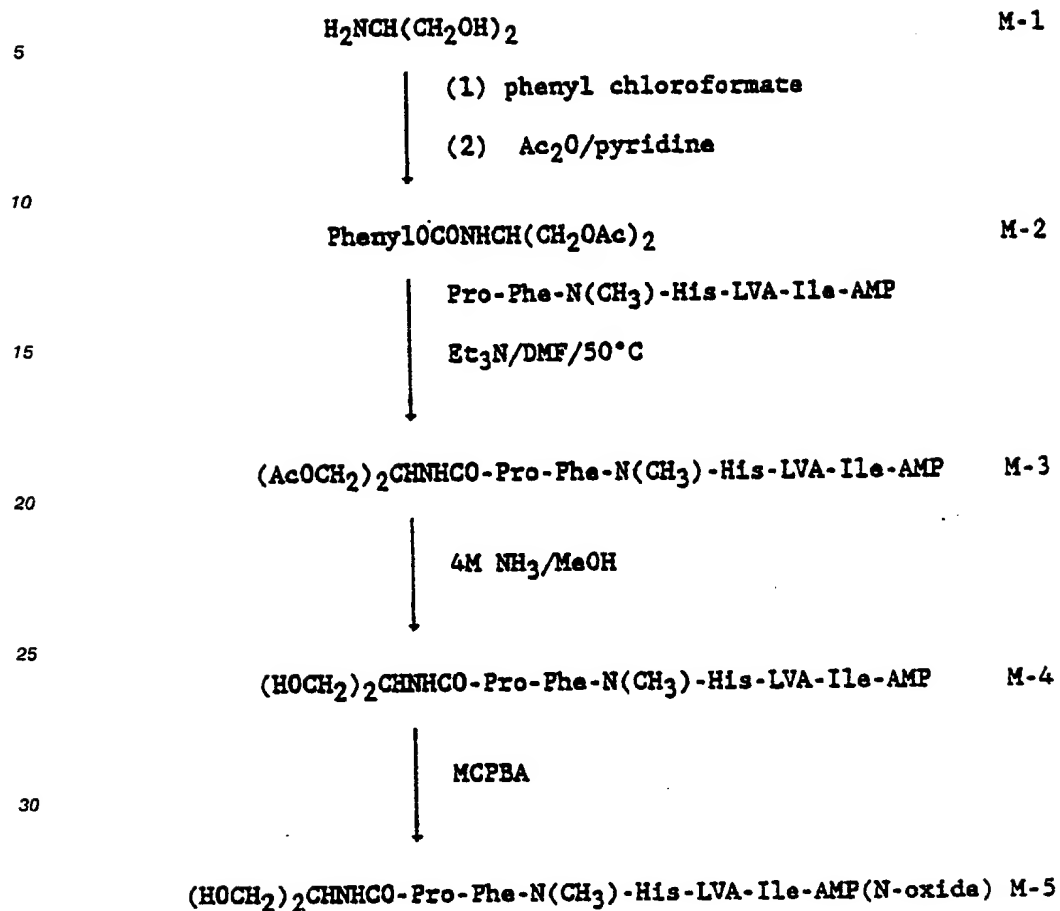 H2NCH(CH2OH)2 M-1
5
(1) phenyl chloroformate
(2) Ac2O/pyridine
10
PhenylOCONHCH(CH2OAc)2 M-2
Pro-Phe-N(CH3)-His-LVA-Ile-AMP
15
Et3N/DMF/50°C
(AcOCH2)2CHNHCO-Pro-Phe-N(CH3)-His-LVA-Ile-AMP M-3
20
4M NH3/MeOH
25
(HOCH2)2CHNHCO-Pro-Phe-N(CH3)-His-LVA-Ile-AMP M-4
MCPBA
30
(HOCH2)2CHNHCO-Pro-Phe-N(CH3)-His-LVA-Ile-AMP(N-oxide) M-5